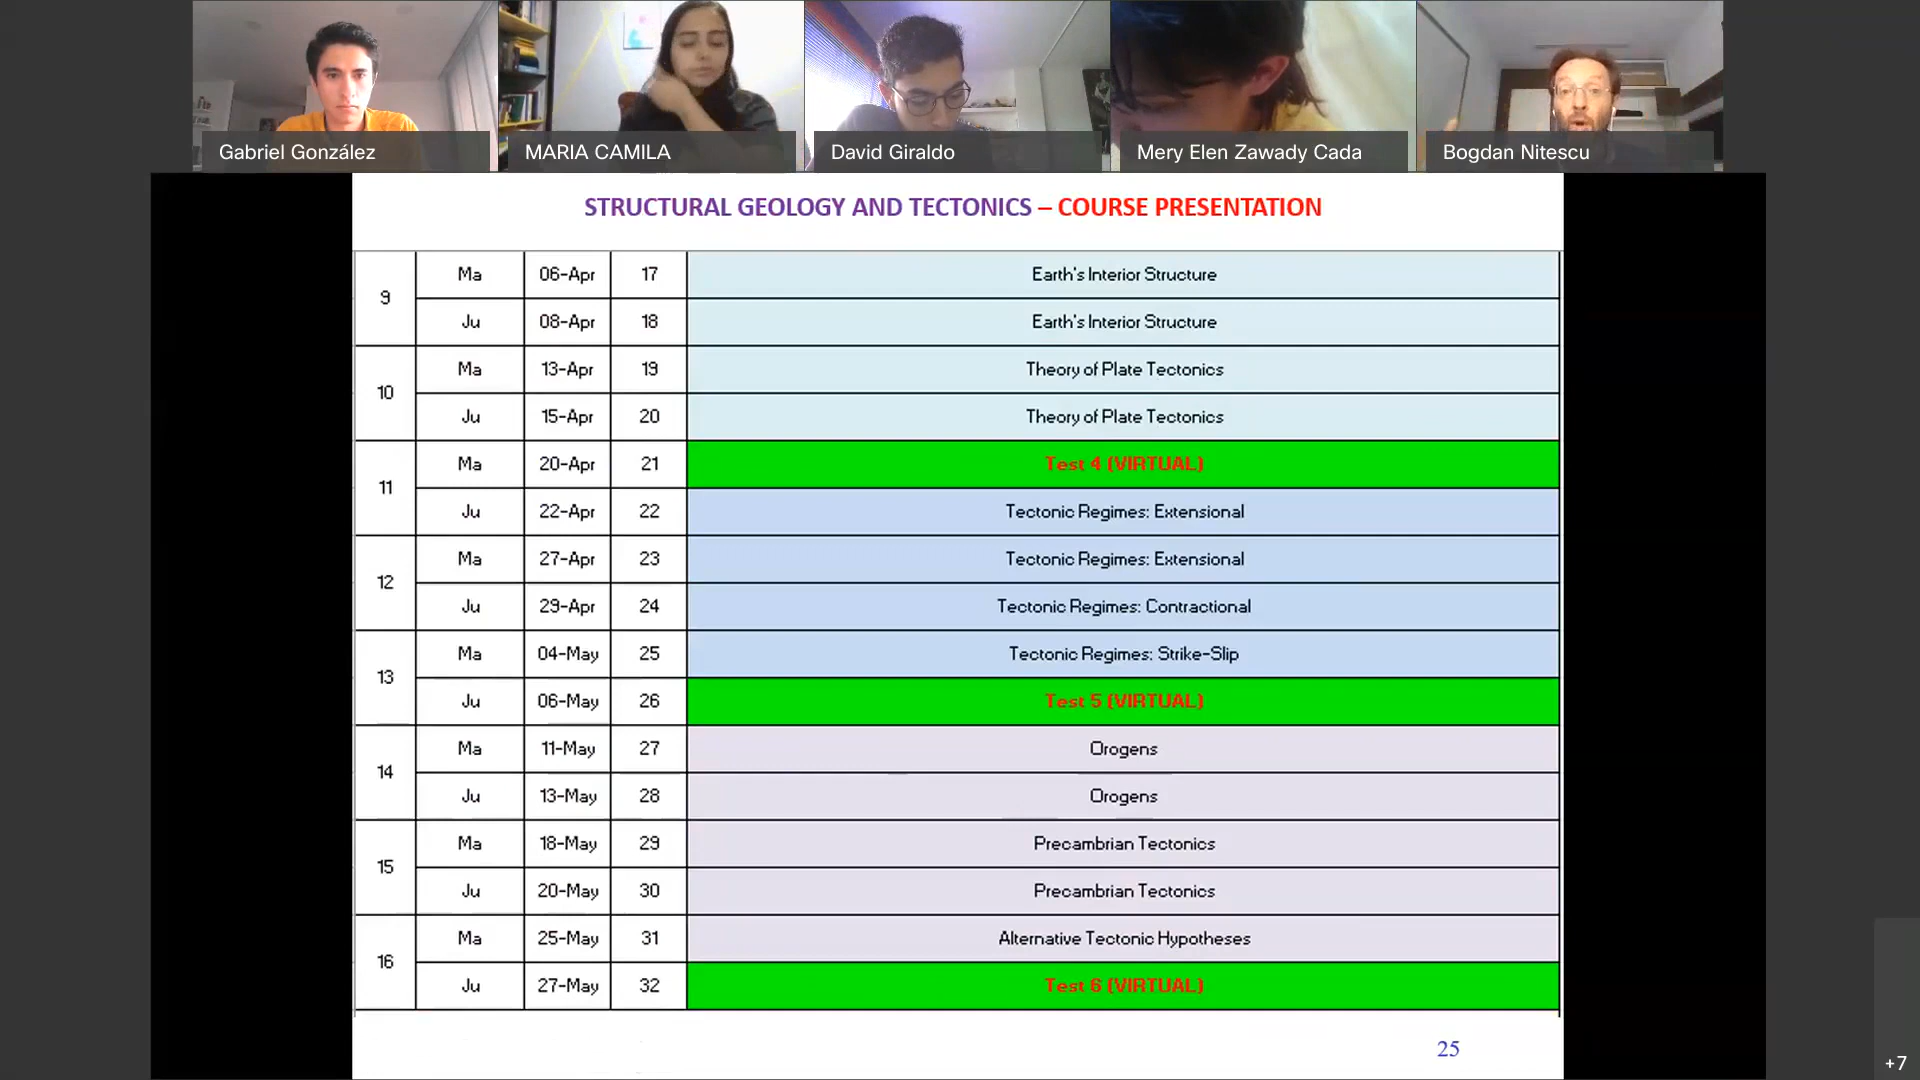 Gabriel González
MARIA CAMILA
David Giraldo
Mery Elen Zawady Cada
Bogdan Nitescu
STRUCTURAL GEOLOGY AND TECTONICS – COURSE PRESENTATION
9
Ma 06-Apr 17 Earth's Interior Structure
Ju 08-Apr 18 Earth's Interior Structure
10
Ma 13-Apr 19 Theory of Plate Tectonics
Ju 15-Apr 20 Theory of Plate Tectonics
11
Ma 20-Apr 21 Test 4 (VIRTUAL)
Ju 22-Apr 22 Tectonic Regimes: Extensional
12
Ma 27-Apr 23 Tectonic Regimes: Extensional
Ju 29-Apr 24 Tectonic Regimes: Contractional
13
Ma 04-May 25 Tectonic Regimes: Strike-Slip
Ju 06-May 26 Test 5 (VIRTUAL)
14
Ma 11-May 27 Orogens
Ju 13-May 28 Orogens
15
Ma 18-May 29 Precambrian Tectonics
Ju 20-May 30 Precambrian Tectonics
16
Ma 25-May 31 Alternative Tectonic Hypotheses
Ju 27-May 32 Test 6 (VIRTUAL)
25
+7